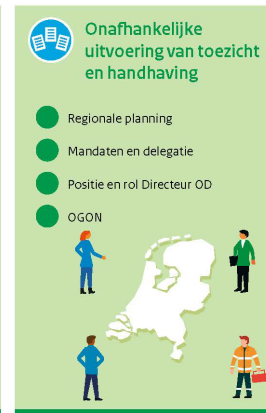 Onafhankelijke
uitvoering van toezicht
en handhaving
Regionale planning
Mandaten en delegatie
Positie en rol Directeur OD
OGON